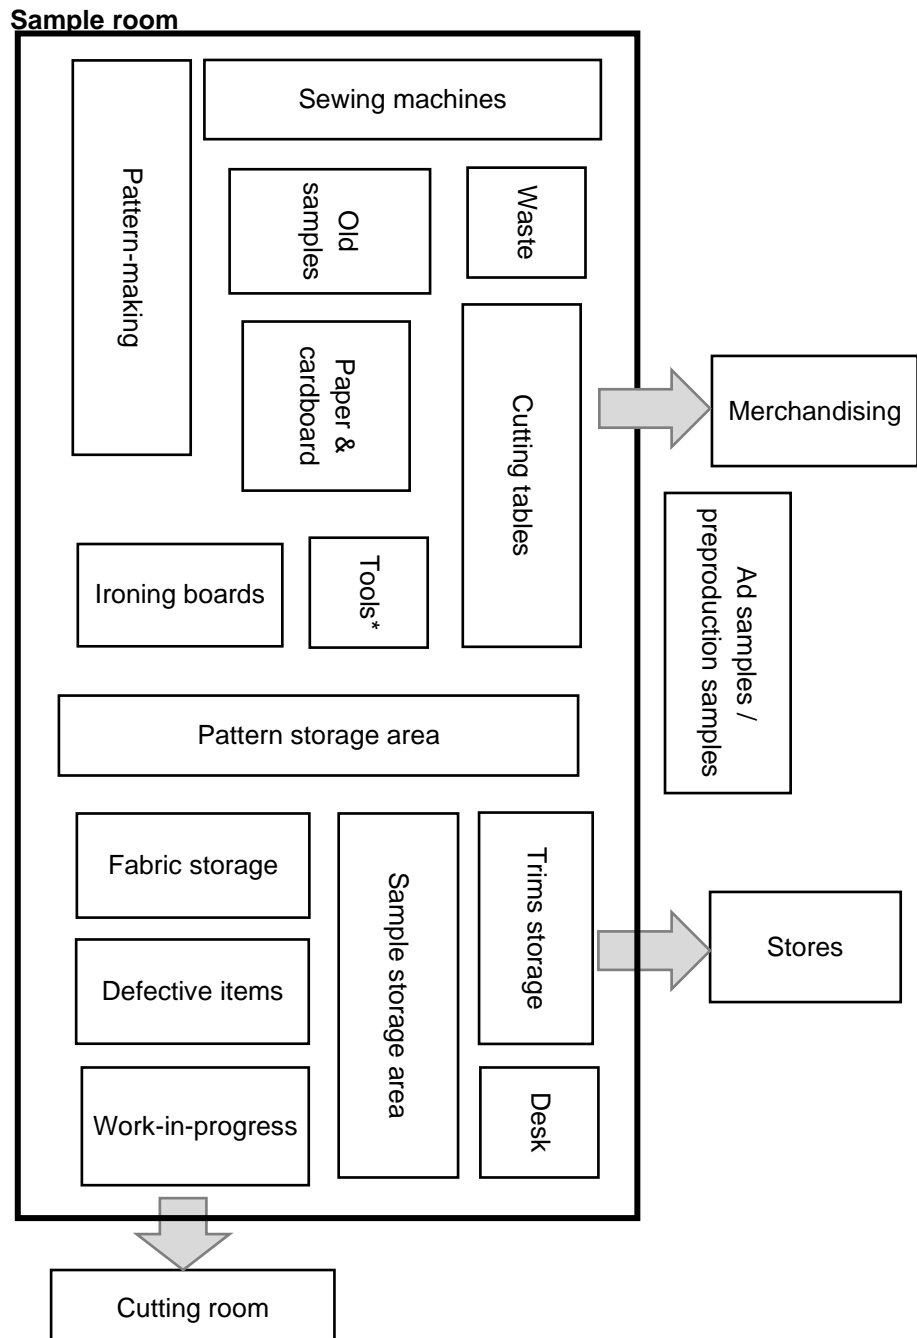 Sample room
Sewing machines
Pattern-making
Old
samples
Waste
Paper &
cardboard
Cutting tables
Merchandising
Ironing boards
Tools*
Ad samples /
preproduction samples
Pattern storage area
Fabric storage
Sample storage area
Trims storage
Defective items
Stores
Work-in-progress
Desk
Cutting room